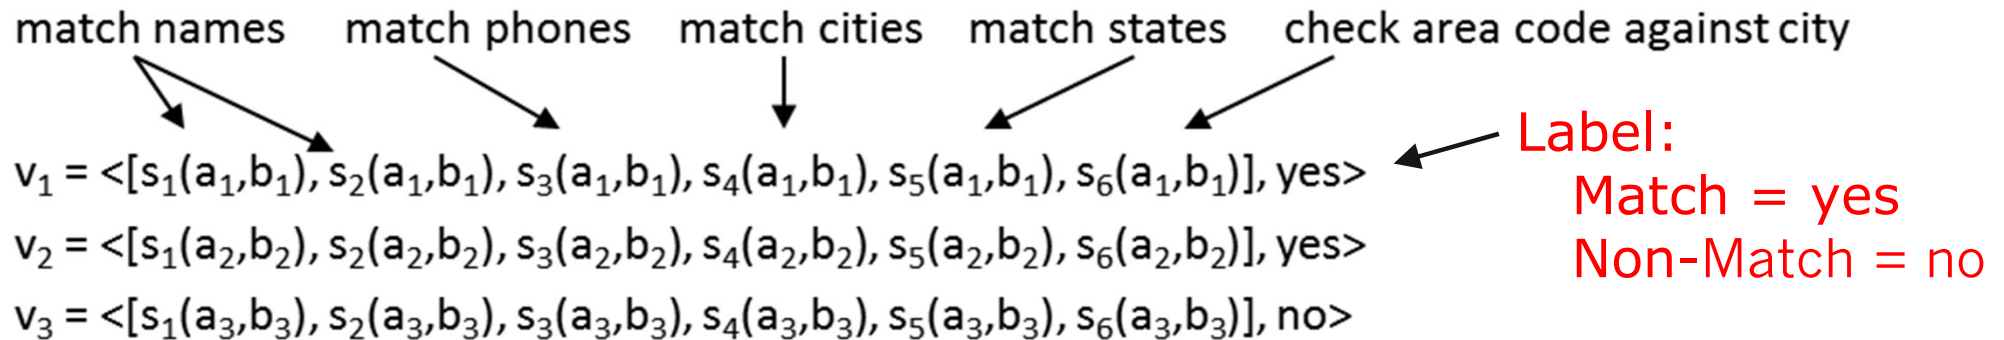 match names match phones match cities match states check area code against city
v₁ = <[s₁(a₁,b₁), s₂(a₁,b₁), s₃(a₁,b₁), s₄(a₁,b₁), s₅(a₁,b₁), s₆(a₁,b₁)], yes>
v₂ = <[s₁(a₂,b₂), s₂(a₂,b₂), s₃(a₂,b₂), s₄(a₂,b₂), s₅(a₂,b₂), s₆(a₂,b₂)], yes>
v₃ = <[s₁(a₃,b₃), s₂(a₃,b₃), s₃(a₃,b₃), s₄(a₃,b₃), s₅(a₃,b₃), s₆(a₃,b₃)], no>
Label:
Match = yes
Non-Match = no